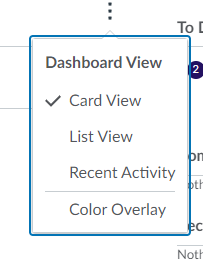 To D
Dashboard View
2
Card View
List View
Recent Activity
Noth
Color Overlay
Noth